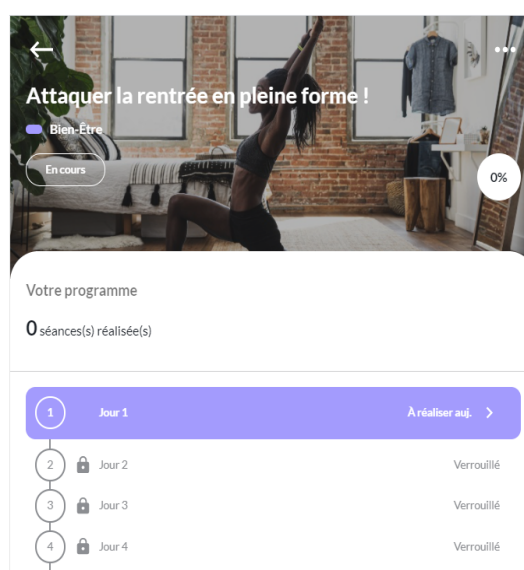 Attaquer la rentrée en pleine forme !
Bien-Être
En cours
0%
Votre programme
0 séances(s) réalisée(s)
1 Jour 1 À réaliser auj.
2 Jour 2 Verrouillé
3 Jour 3 Verrouillé
4 Jour 4 Verrouillé